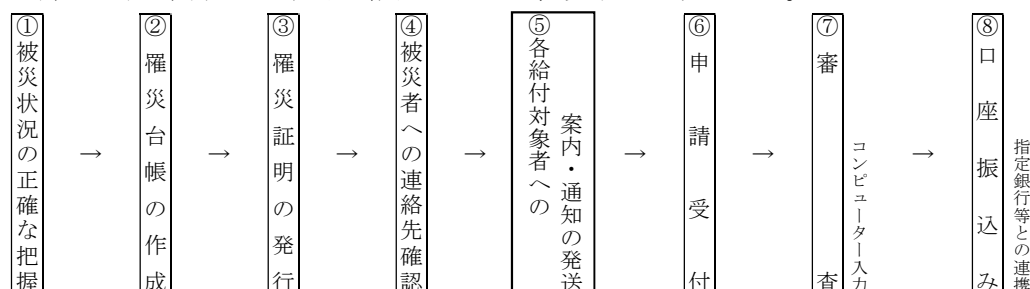 ①被災状況の正確な把握
→
②罹災台帳の作成
→
③罹災証明の発行
→
④被災者への連絡先確認
→
⑤各給付対象者への
案内・通知の発送
→
⑥申請受付
→
⑦審査
コンピューター入力
→
⑧口座振込み
指定銀行等との連携